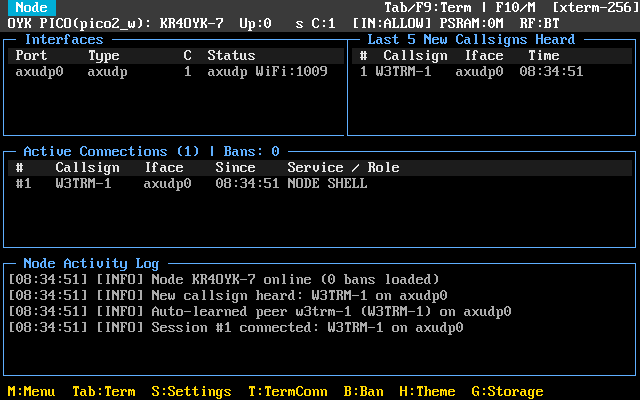 Node Tab/F9:Term | F10/M [xterm-256]
OYK PICO(pico2_w): KR4OYK-7 Up:0 s C:1 [IN:ALLOW] PSRAM:0M RF:BT
Interfaces
Port Type C Status
axudp0 axudp 1 axudp WiFi:1009
Last 5 New Callsigns Heard
# Callsign Iface Time
1 W3TRM-1 axudp0 08:34:51
Active Connections (1) | Bans: 0
# Callsign Iface Since Service / Role
#1 W3TRM-1 axudp0 08:34:51 NODE SHELL
Node Activity Log
[08:34:51] [INFO] Node KR4OYK-7 online (0 bans loaded)
[08:34:51] [INFO] New callsign heard: W3TRM-1 on axudp0
[08:34:51] [INFO] Auto-learned peer w3trm-1 (W3TRM-1) on axudp0
[08:34:51] [INFO] Session #1 connected: W3TRM-1 on axudp0
M:Menu Tab:Term S:Settings T:TermConn B:Ban H:Theme G:Storage